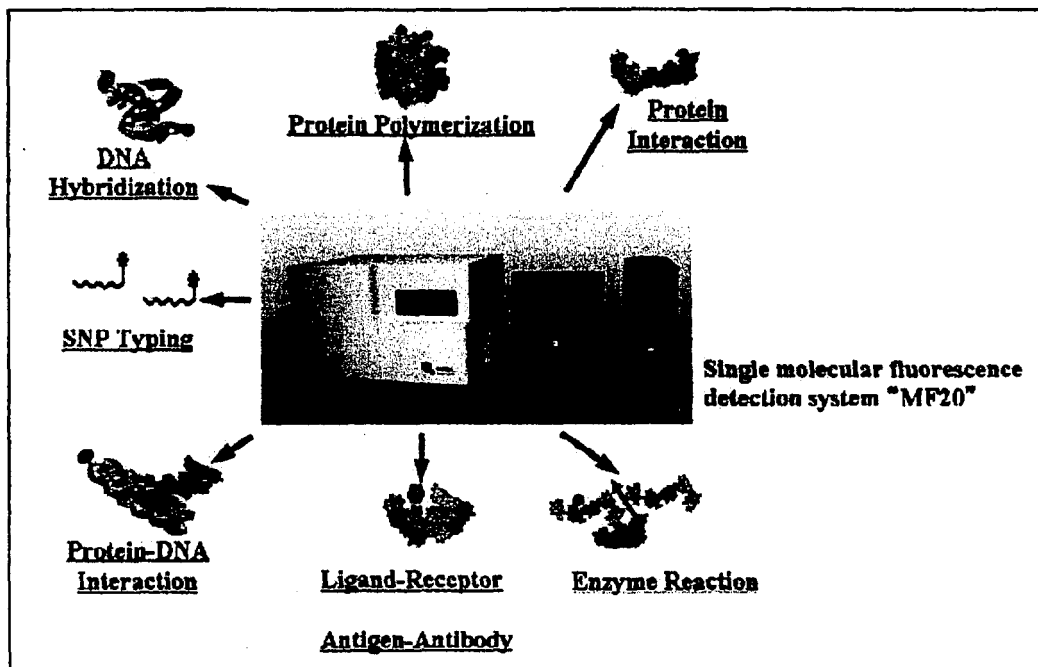 Protein Polymerization
Protein
Interaction
DNA
Hybridization
SNP Typing
Single molecular fluorescence
detection system "MF20"
Protein-DNA
Interaction
Ligand-Receptor
Antigen-Antibody
Enzyme Reaction